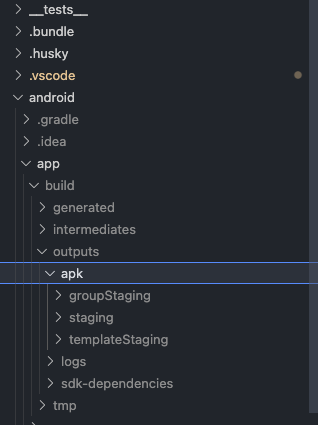 __tests__
.bundle
.husky
.vscode
android
.gradle
.idea
app
build
generated
intermediates
outputs
apk
groupStaging
staging
templateStaging
logs
sdk-dependencies
tmp